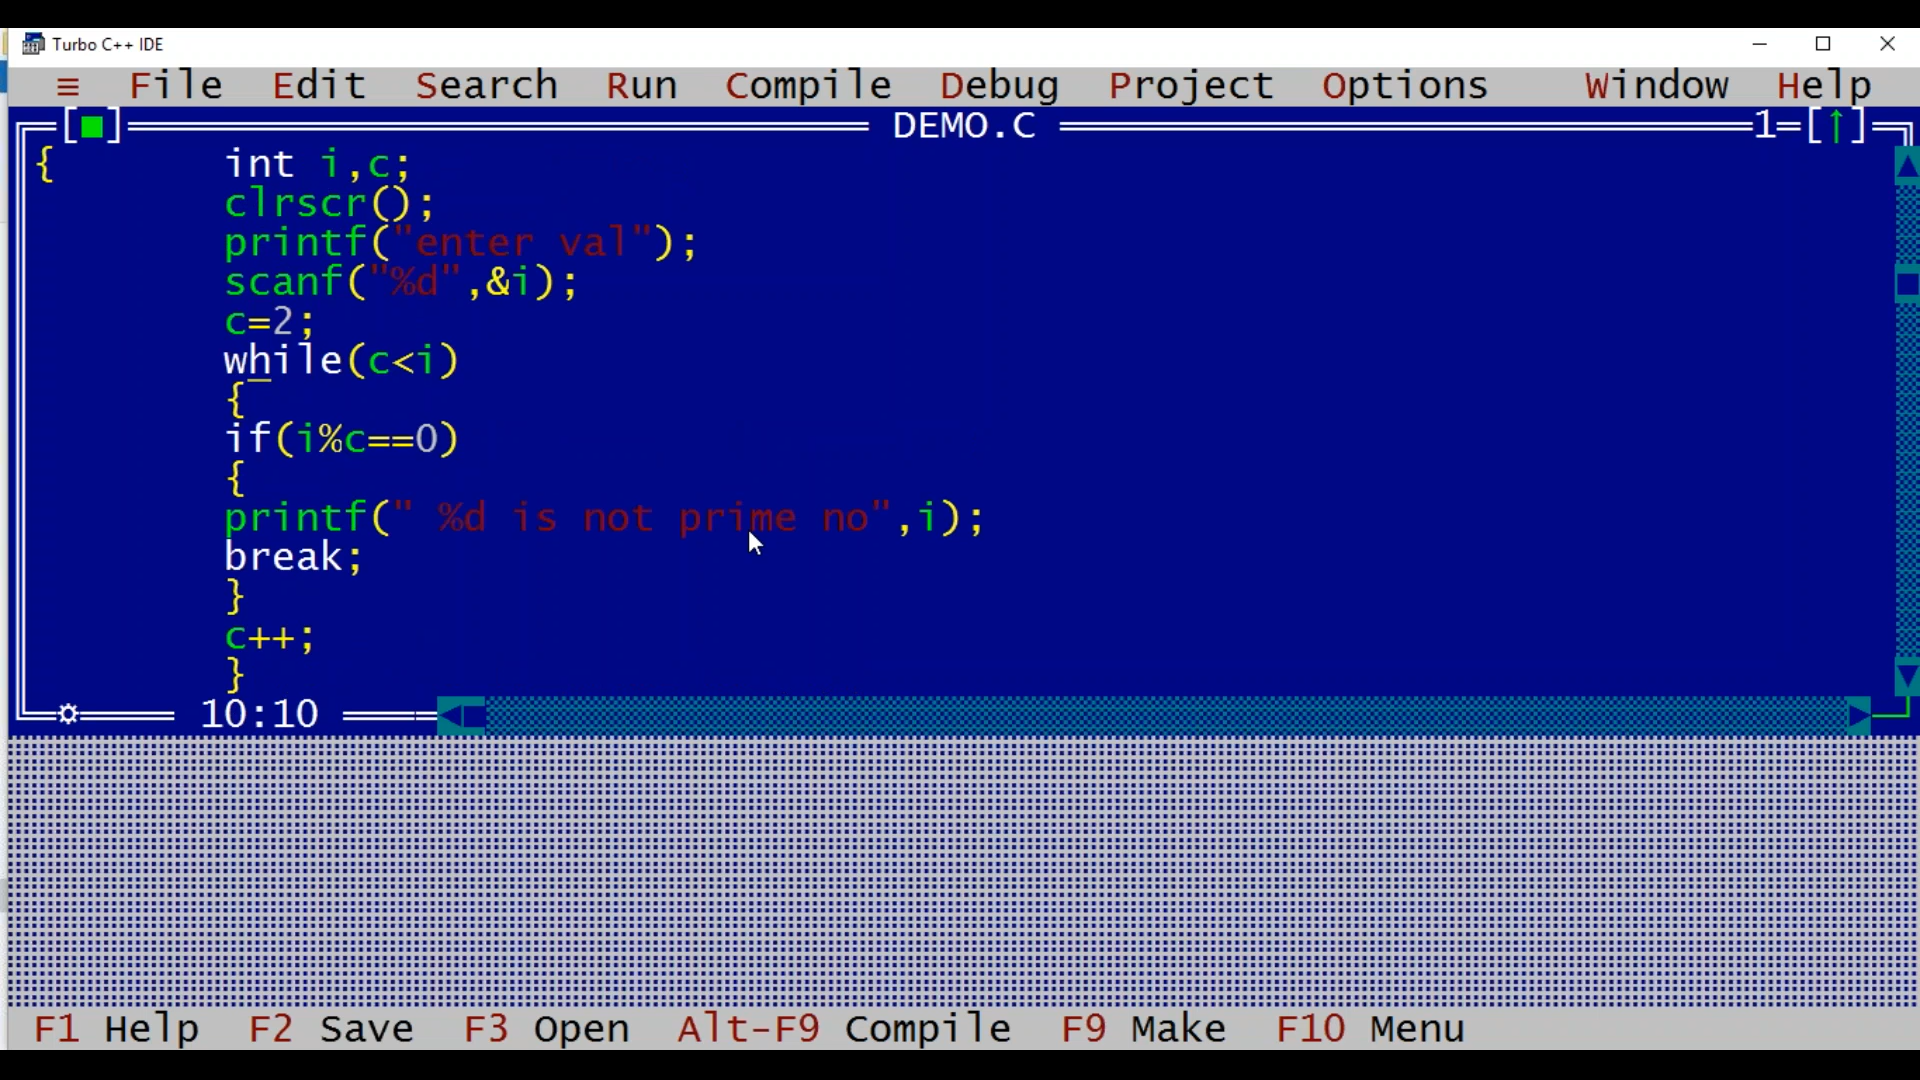 Turbo C++ IDE
≡ File Edit Search Run Compile Debug Project Options Window Help
[■] DEMO.C 1=[↑]
{ int i,c;
clrscr();
printf("enter val");
scanf("%d",&i);
c=2;
while(c<i)
{
if(i%c==0)
{
printf(" %d is not prime no",i);
break;
}
c++;
}
10:10
F1 Help F2 Save F3 Open Alt-F9 Compile F9 Make F10 Menu